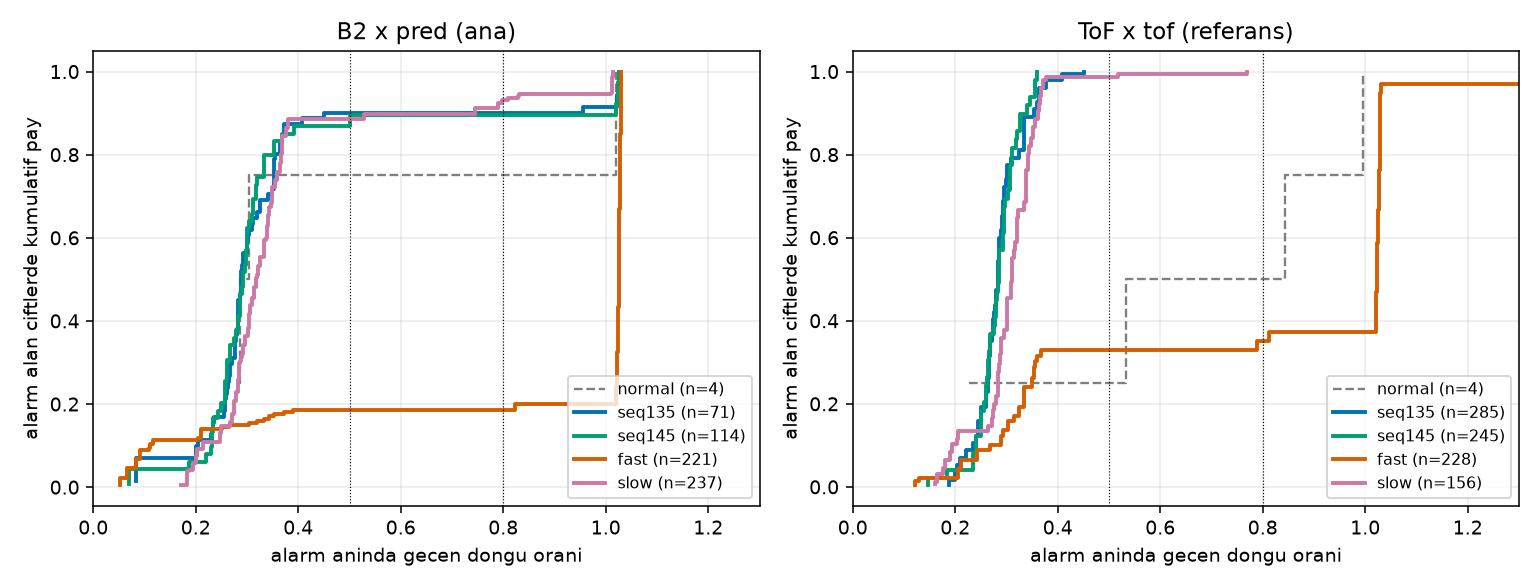 B2 x pred (ana)
alarm alan ciftlerde kumulatif pay
1.0
0.8
0.6
0.4
0.2
0.0
normal (n=4)
seq135 (n=71)
seq145 (n=114)
fast (n=221)
slow (n=237)
0.0 0.2 0.4 0.6 0.8 1.0 1.2
alarm aninda gecen dongu orani
ToF x tof (referans)
alarm alan ciftlerde kumulatif pay
1.0
0.8
0.6
0.4
0.2
0.0
normal (n=4)
seq135 (n=285)
seq145 (n=245)
fast (n=228)
slow (n=156)
0.0 0.2 0.4 0.6 0.8 1.0 1.2
alarm aninda gecen dongu orani